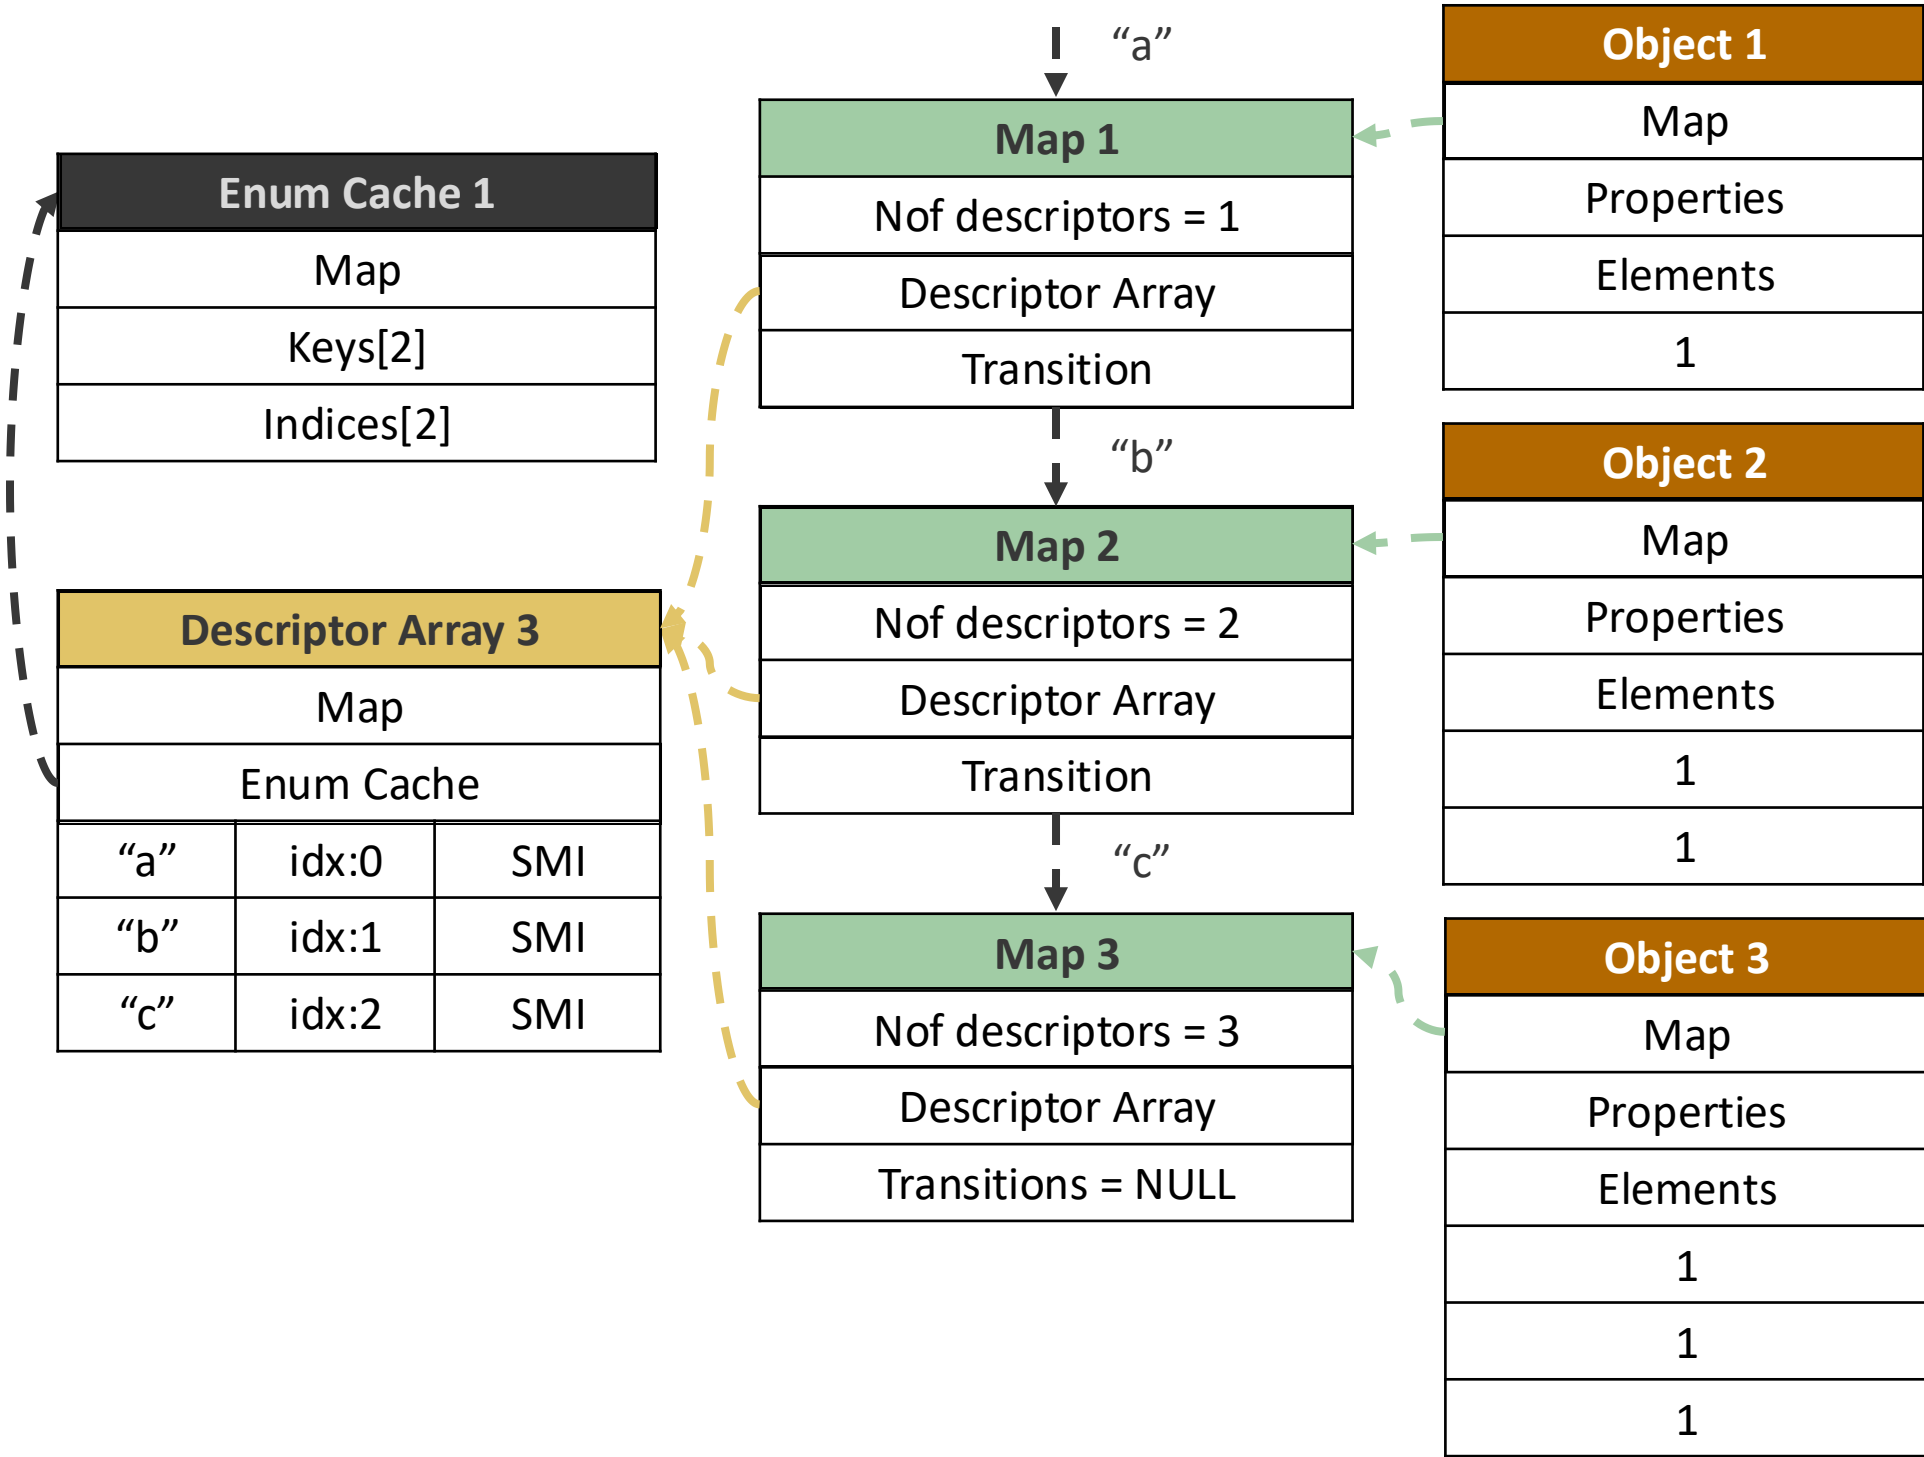 Enum Cache 1
Map
Keys[2]
Indices[2]
Descriptor Array 3
Map
Enum Cache
“a” idx:0 SMI
“b” idx:1 SMI
“c” idx:2 SMI
“a”
Map 1
Nof descriptors = 1
Descriptor Array
Transition
“b”
Map 2
Nof descriptors = 2
Descriptor Array
Transition
“c”
Map 3
Nof descriptors = 3
Descriptor Array
Transitions = NULL
Object 1
Map
Properties
Elements
1
Object 2
Map
Properties
Elements
1
1
Object 3
Map
Properties
Elements
1
1
1